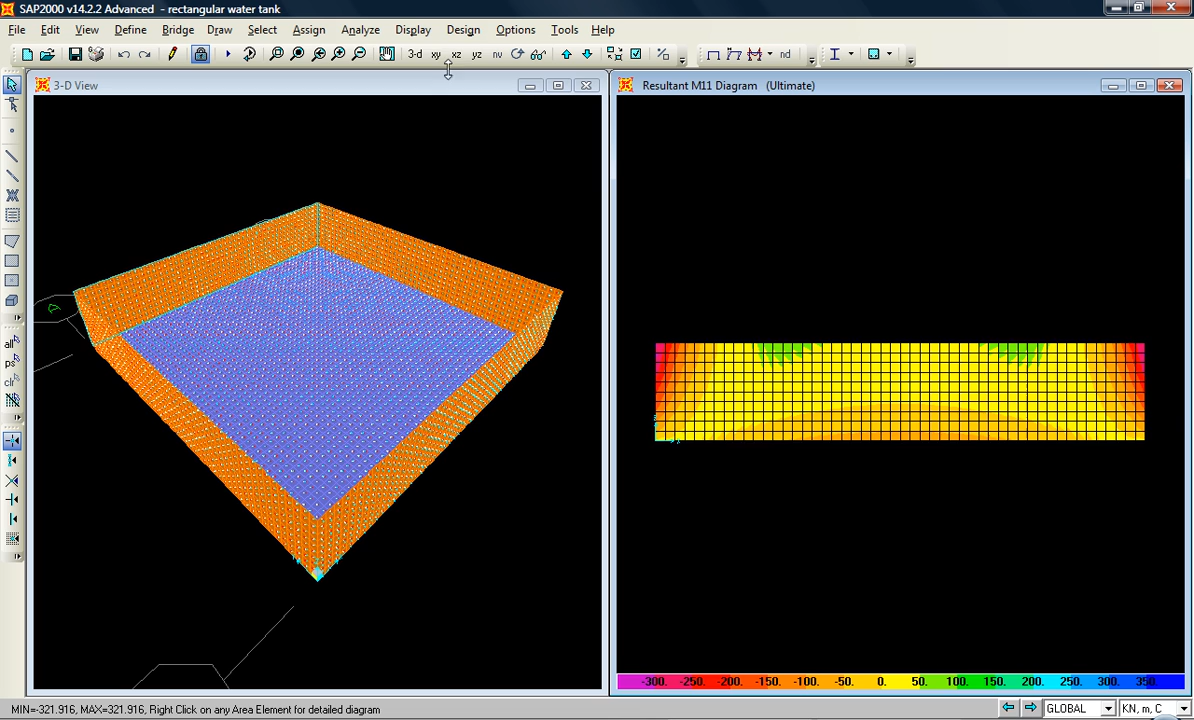 SAP2000 v14.2.2 Advanced - rectangular water tank
File Edit View Define Bridge Draw Select Assign Analyze Display Design Options Tools Help
3-d xy xz yz nv nd
3-D View
Resultant M11 Diagram (Ultimate)
all
ps
clr
-300. -250. -200. -150. -100. -50. 0. 50. 100. 150. 200. 250. 300. 350.
MIN=-321.916, MAX=321.916, Right Click on any Area Element for detailed diagram
GLOBAL
KN, m, C